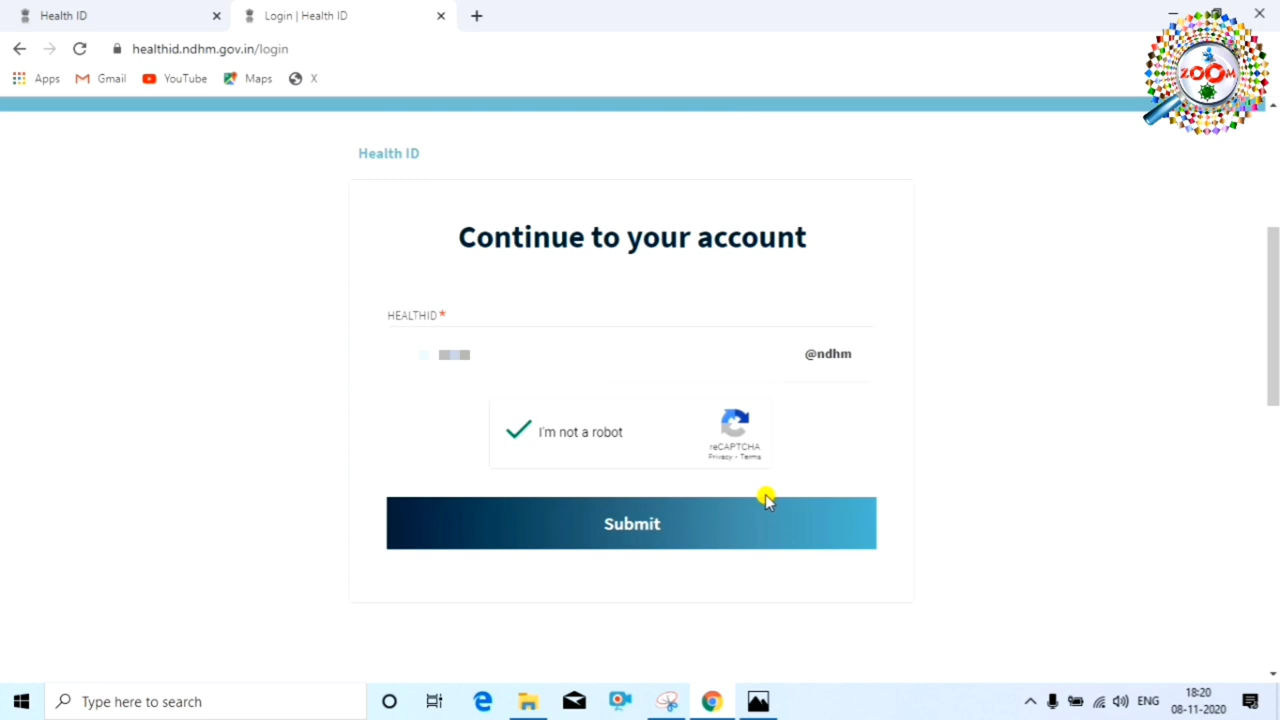 Health ID
Login | Health ID
healthid.ndhm.gov.in/login
Apps
Gmail
YouTube
Maps
X
ZOOM
Health ID
Continue to your account
HEALTHID*
@ndhm
I'm not a robot
reCAPTCHA
Privacy - Terms
Submit
Type here to search
ENG
18:20
08-11-2020